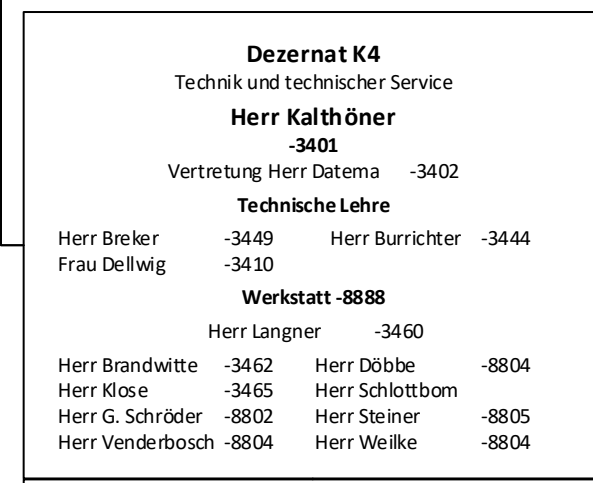 Dezernat K4
Technik und technischer Service
Herr Kalthöner
-3401
Vertretung Herr Datema -3402
Technische Lehre
Herr Breker -3449 Herr Burrichter -3444
Frau Dellwig -3410
Werkstatt -8888
Herr Langner -3460
Herr Brandwitte -3462 Herr Döbbe -8804
Herr Klose -3465 Herr Schlottbom
Herr G. Schröder -8802 Herr Steiner -8805
Herr Venderbosch -8804 Herr Weilke -8804